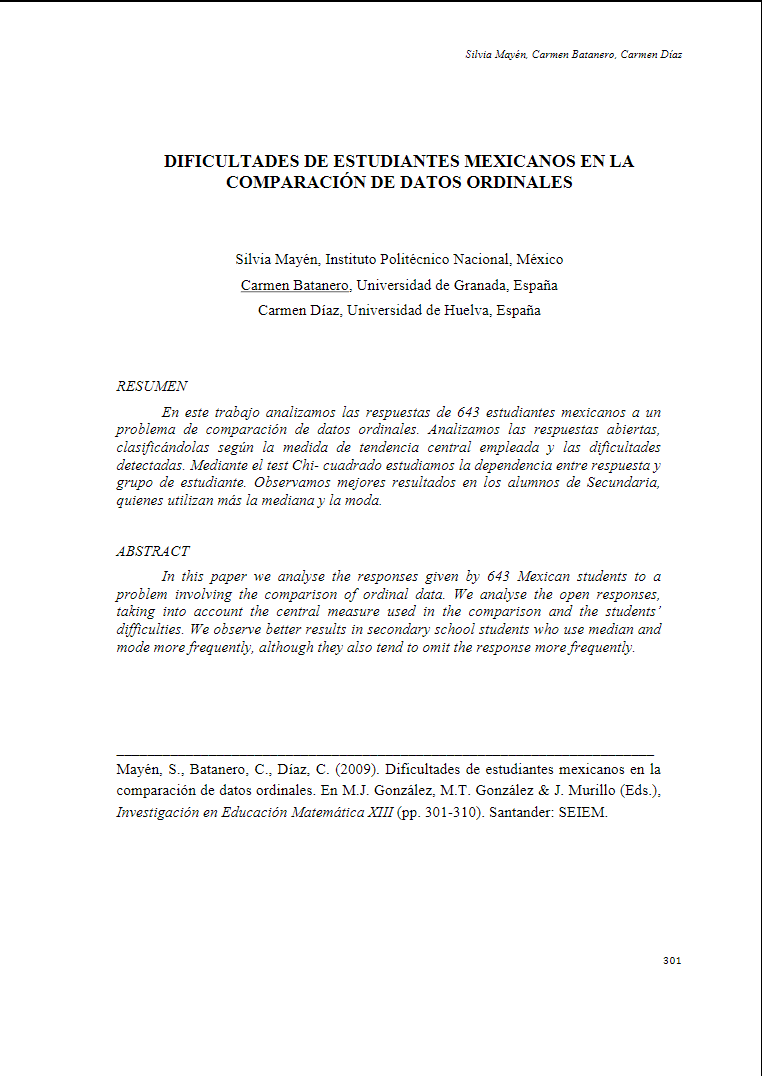 Silvia Mayén, Carmen Batanero, Carmen Díaz
DIFICULTADES DE ESTUDIANTES MEXICANOS EN LA
COMPARACIÓN DE DATOS ORDINALES
Silvia Mayén, Instituto Politécnico Nacional, México
Carmen Batanero, Universidad de Granada, España
Carmen Díaz, Universidad de Huelva, España
RESUMEN
En este trabajo analizamos las respuestas de 643 estudiantes mexicanos a un
problema de comparación de datos ordinales. Analizamos las respuestas abiertas,
clasificándolas según la medida de tendencia central empleada y las dificultades
detectadas. Mediante el test Chi- cuadrado estudiamos la dependencia entre respuesta y
grupo de estudiante. Observamos mejores resultados en los alumnos de Secundaria,
quienes utilizan más la mediana y la moda.
ABSTRACT
In this paper we analyse the responses given by 643 Mexican students to a
problem involving the comparison of ordinal data. We analyse the open responses,
taking into account the central measure used in the comparison and the students’
difficulties. We observe better results in secondary school students who use median and
mode more frequently, although they also tend to omit the response more frequently.
Mayén, S., Batanero, C., Díaz, C. (2009). Dificultades de estudiantes mexicanos en la
comparación de datos ordinales. En M.J. González, M.T. González & J. Murillo (Eds.),
Investigación en Educación Matemática XIII (pp. 301-310). Santander: SEIEM.
301